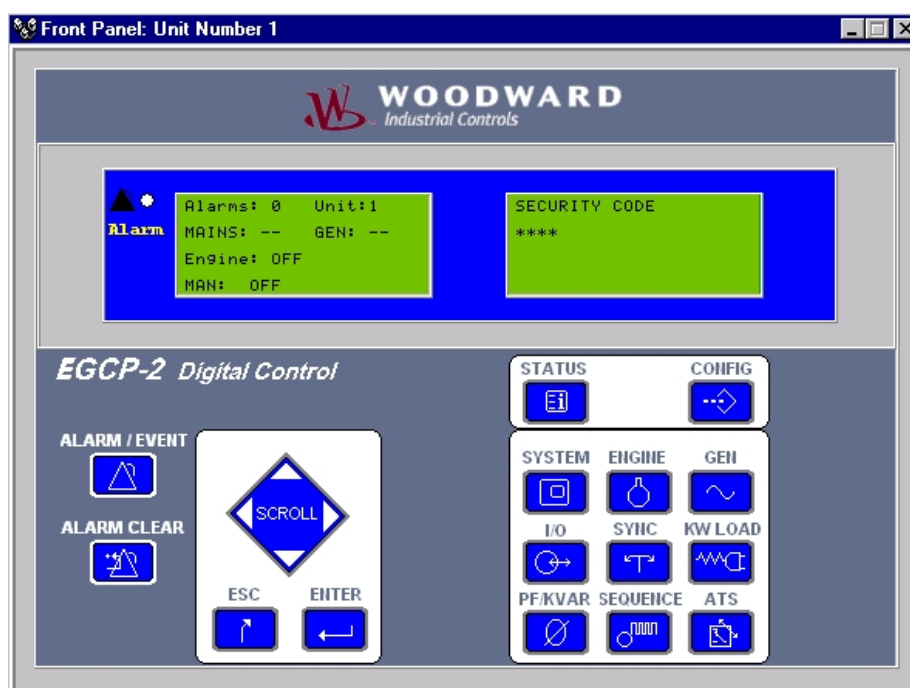 Front Panel: Unit Number 1
WOODWARD
Industrial Controls
Alarm
Alarms: 0 Unit:1
MAINS: -- GEN: --
Engine: OFF
MAN: OFF
SECURITY CODE
****
EGCP-2 Digital Control
STATUS CONFIG
ALARM / EVENT
SYSTEM ENGINE GEN
SCROLL
ALARM CLEAR
I/O SYNC KW LOAD
ESC ENTER
PF/KVAR SEQUENCE ATS